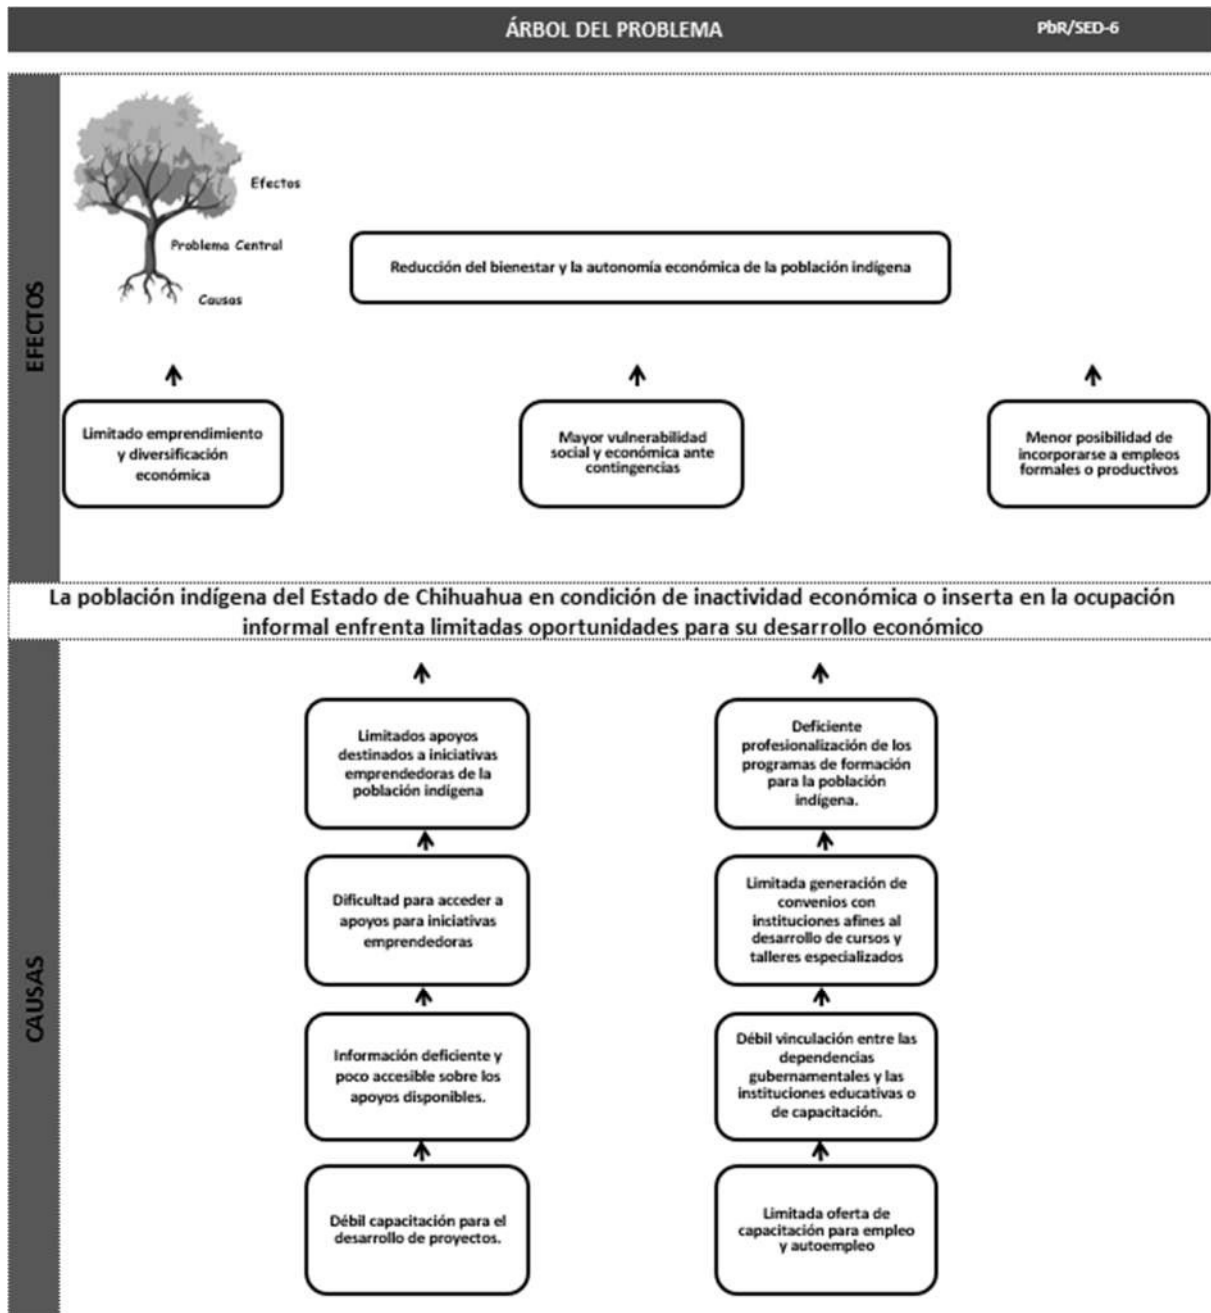 ÁRBOL DEL PROBLEMA
PbR/SED-6
EFECTOS
Efectos
Problema Central
Causas
Reducción del bienestar y la autonomía económica de la población indígena
Limitado emprendimiento
y diversificación
económica
Mayor vulnerabilidad
social y económica ante
contingencias
Menor posibilidad de
incorporarse a empleos
formales o productivos
La población indígena del Estado de Chihuahua en condición de inactividad económica o inserta en la ocupación
informal enfrenta limitadas oportunidades para su desarrollo económico
CAUSAS
Limitados apoyos
destinados a iniciativas
emprendedoras de la
población indígena
Dificultad para acceder a
apoyos para iniciativas
emprendedoras
Información deficiente y
poco accesible sobre los
apoyos disponibles.
Débil capacitación para el
desarrollo de proyectos.
Deficiente
profesionalización de los
programas de formación
para la población
indígena.
Limitada generación de
convenios con
instituciones afines al
desarrollo de cursos y
talleres especializados
Débil vinculación entre las
dependencias
gubernamentales y las
instituciones educativas o
de capacitación.
Limitada oferta de
capacitación para empleo
y autoempleo